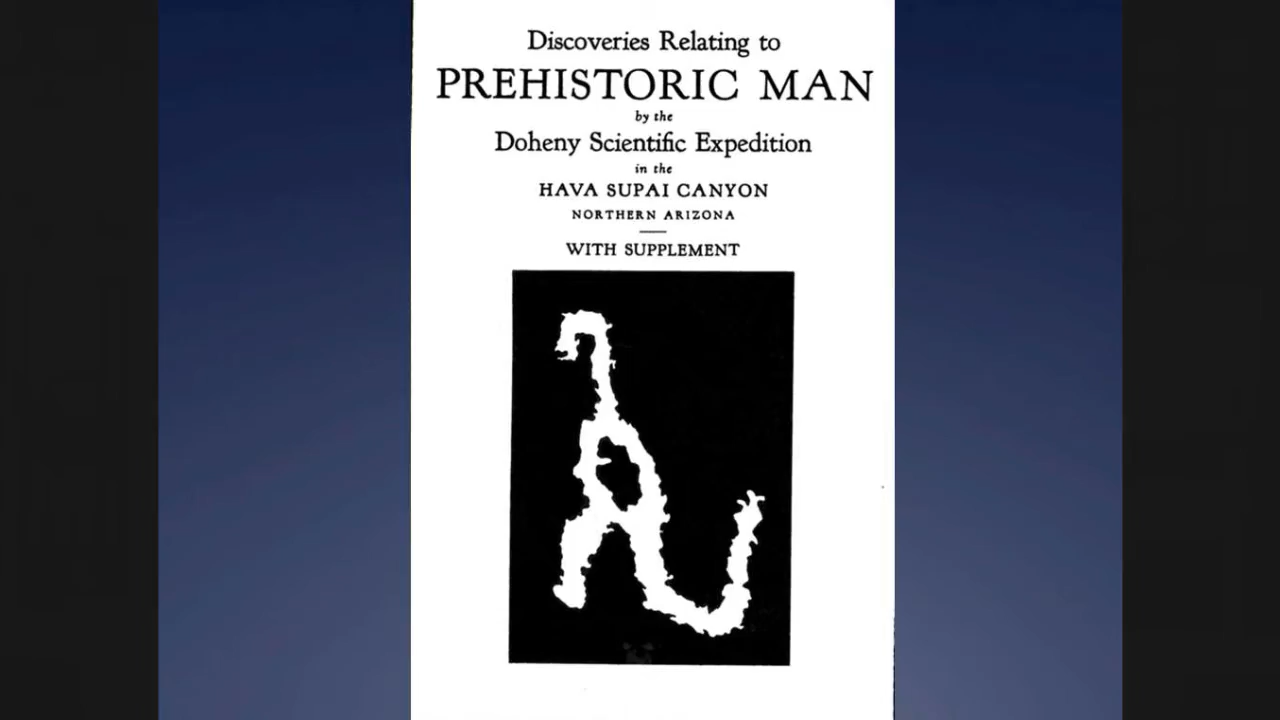 Discoveries Relating to
PREHISTORIC MAN
by the
Doheny Scientific Expedition
in the
HAVA SUPAI CANYON
NORTHERN ARIZONA
WITH SUPPLEMENT